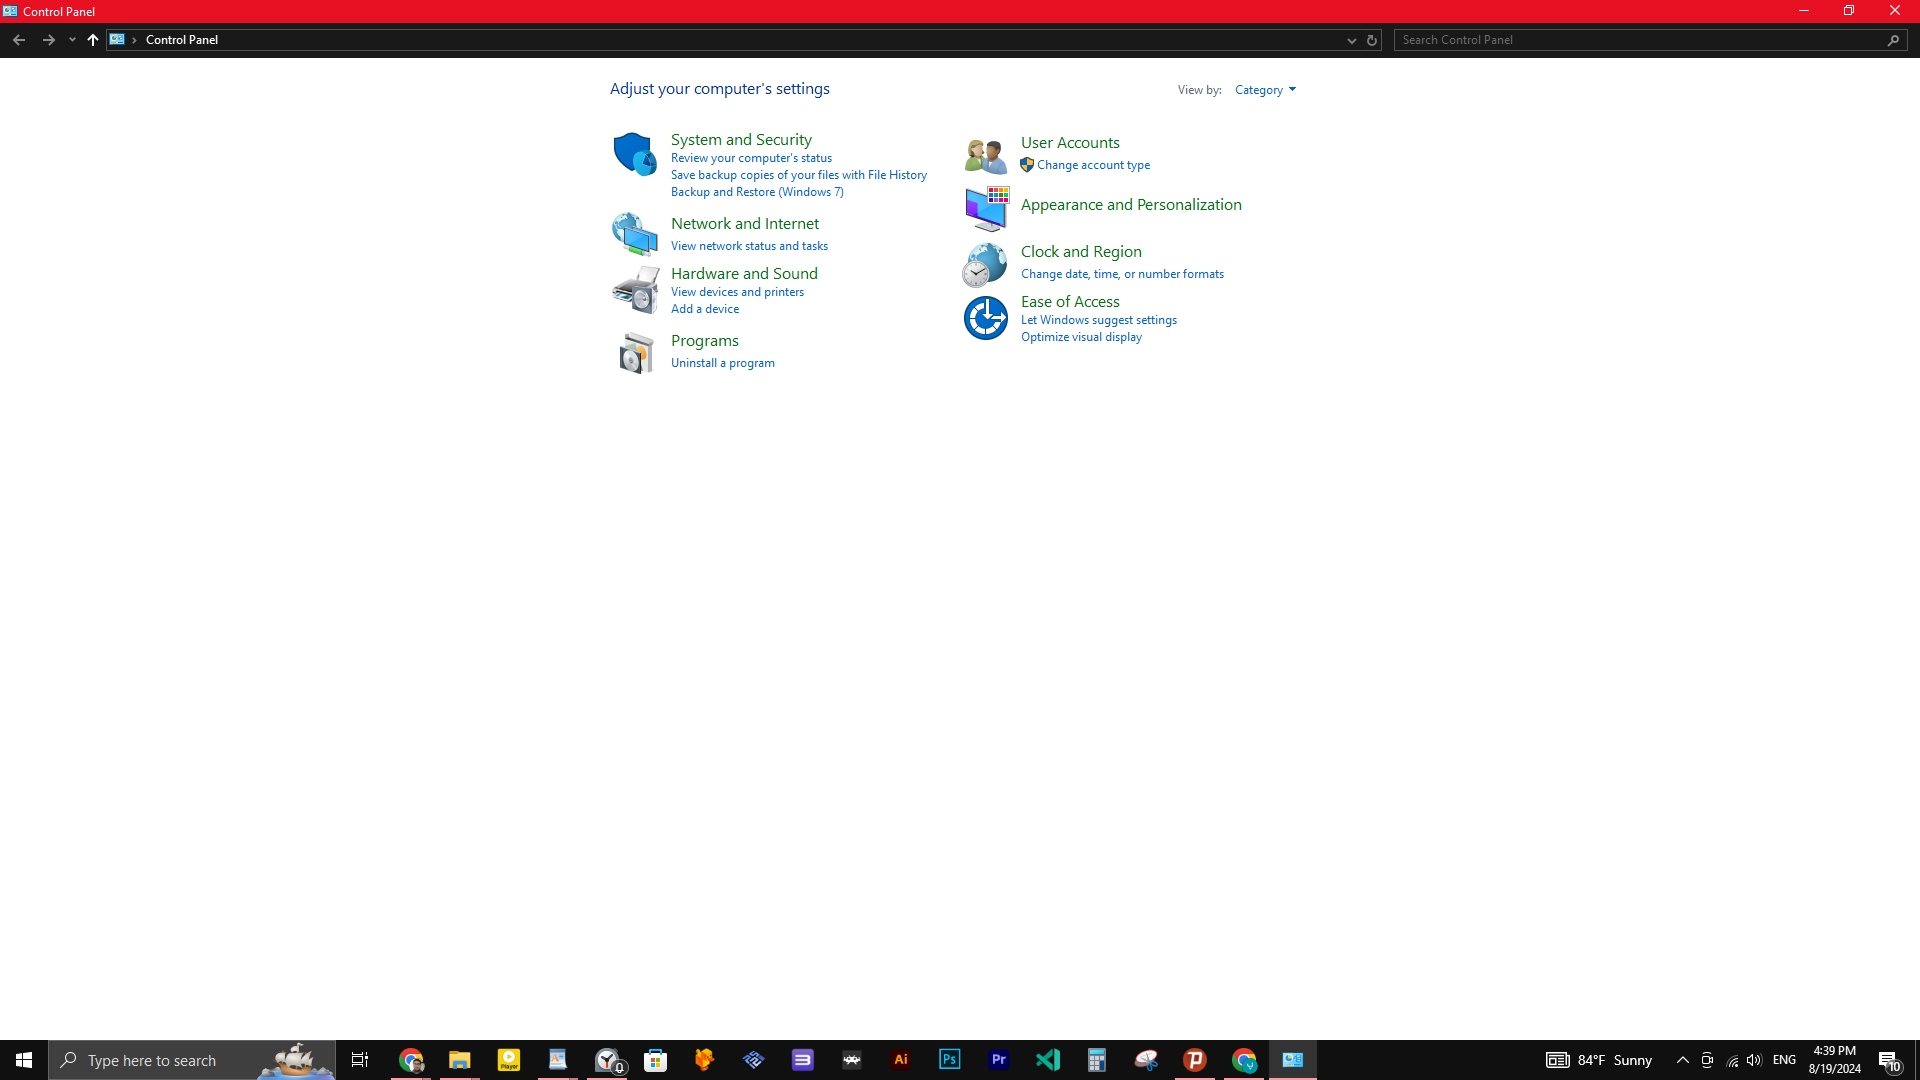 Control Panel
Control Panel
Search Control Panel
Adjust your computer's settings
View by: Category
System and Security
Review your computer's status
Save backup copies of your files with File History
Backup and Restore (Windows 7)
Network and Internet
View network status and tasks
Hardware and Sound
View devices and printers
Add a device
Programs
Uninstall a program
User Accounts
Change account type
Appearance and Personalization
Clock and Region
Change date, time, or number formats
Ease of Access
Let Windows suggest settings
Optimize visual display
Type here to search
Player
0
Ai
Ps
Pr
84°F Sunny
ENG
4:39 PM
8/19/2024
10